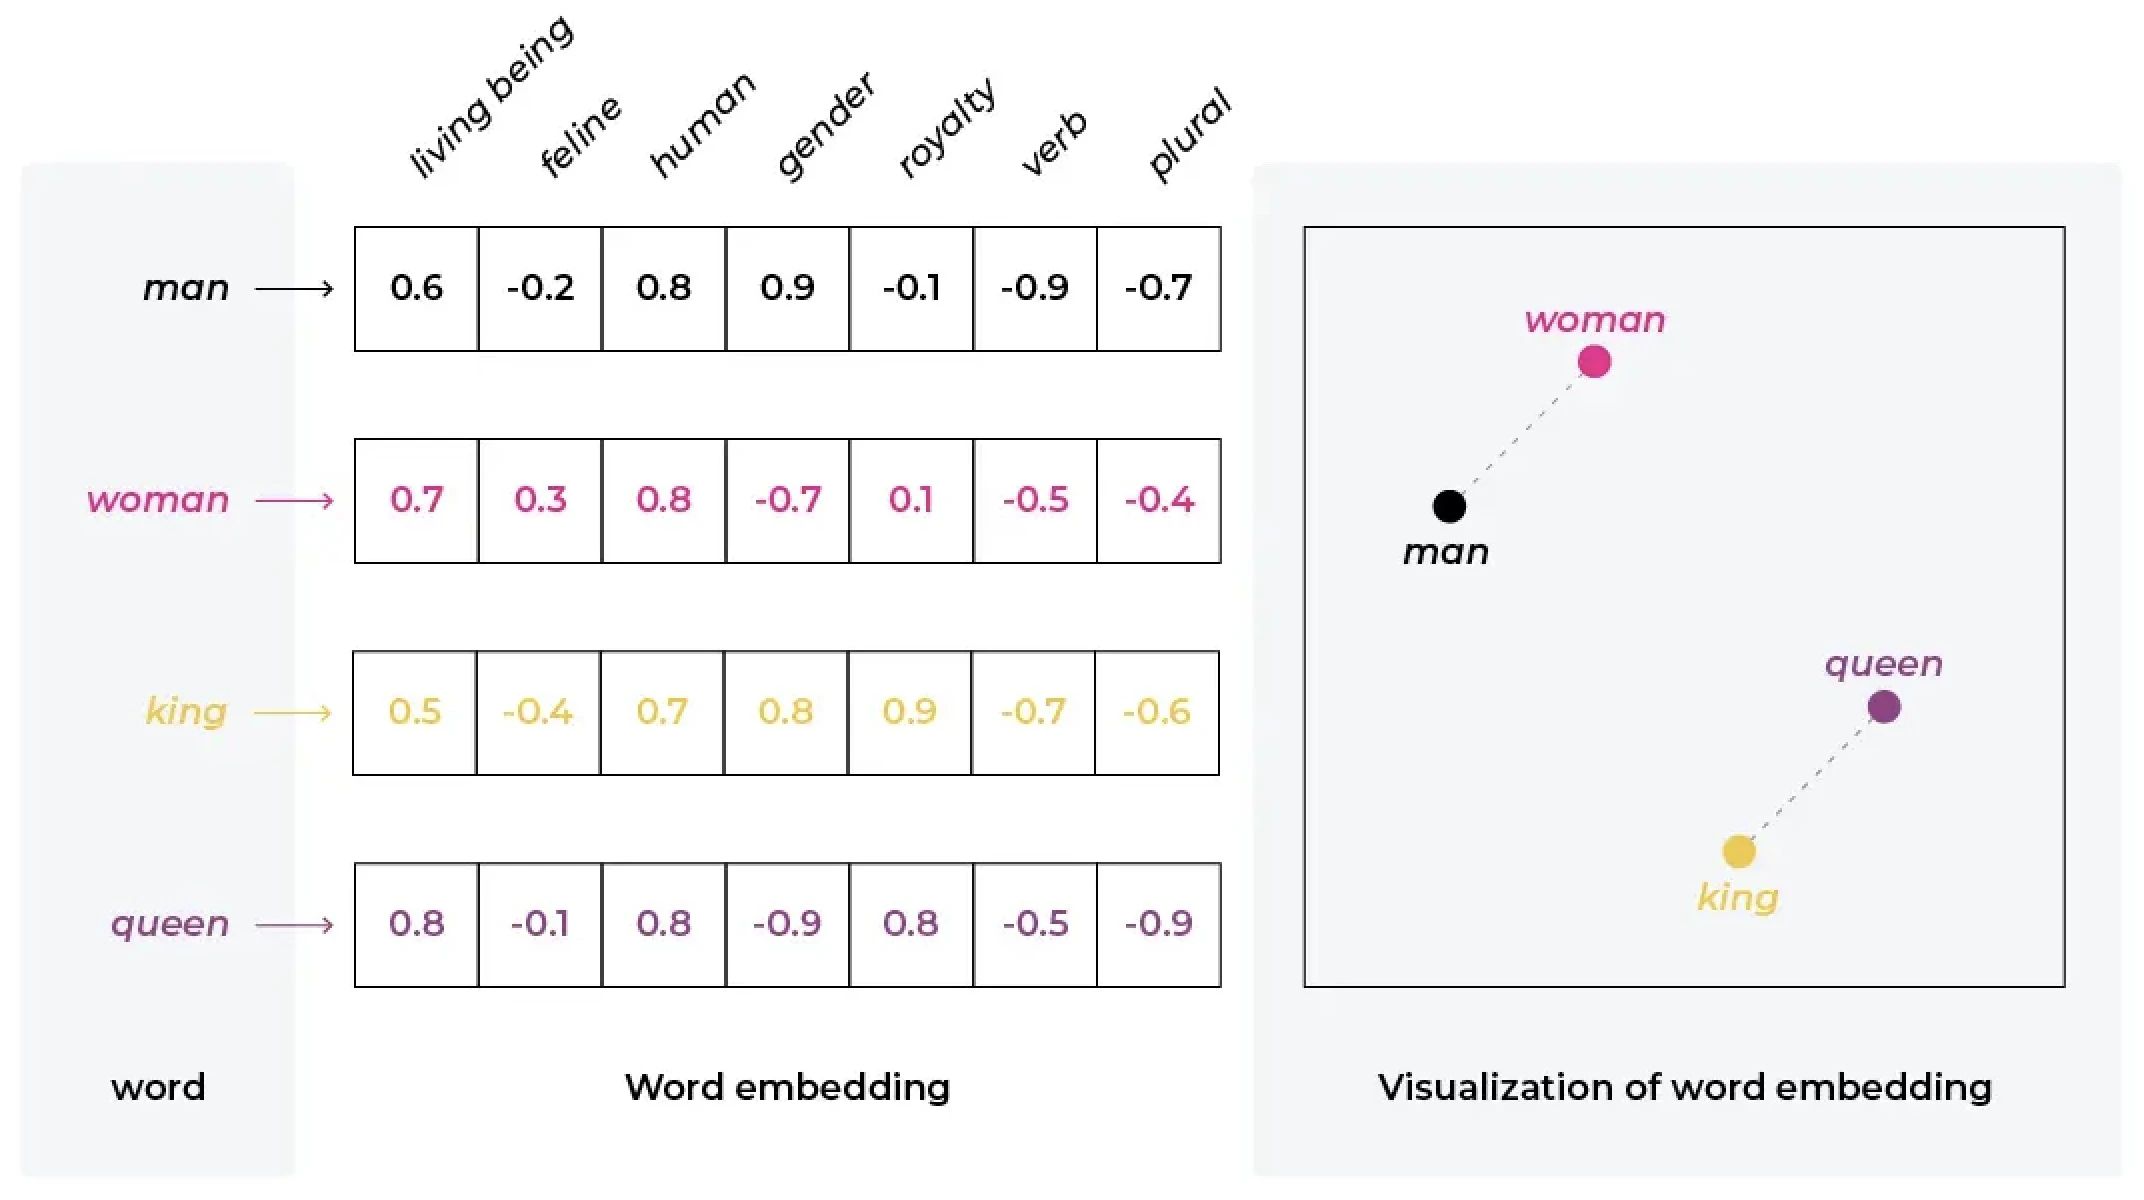 living being feline human gender royalty verb plural
man 0.6 -0.2 0.8 0.9 -0.1 -0.9 -0.7
woman 0.7 0.3 0.8 -0.7 0.1 -0.5 -0.4
king 0.5 -0.4 0.7 0.8 0.9 -0.7 -0.6
queen 0.8 -0.1 0.8 -0.9 0.8 -0.5 -0.9
word
Word embedding
woman
man
queen
king
Visualization of word embedding